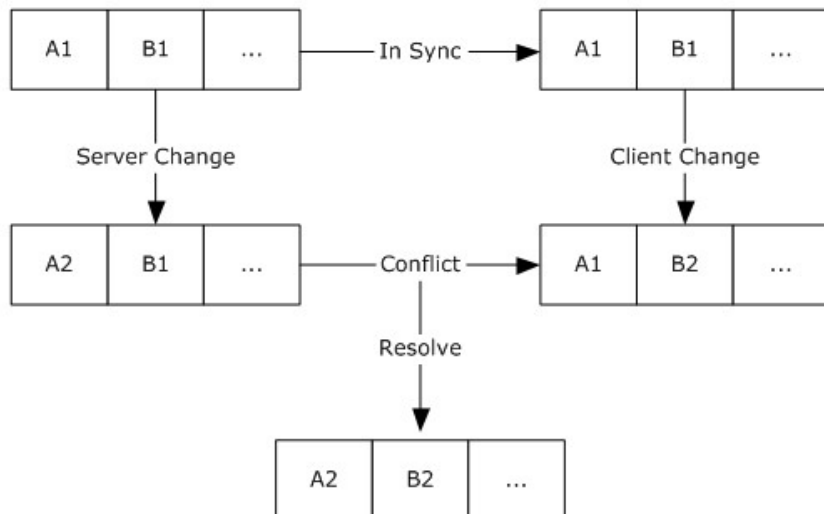 A1 B1 ... In Sync A1 B1 ...
Server Change Client Change
A2 B1 ... Conflict A1 B2 ...
Resolve
A2 B2 ...